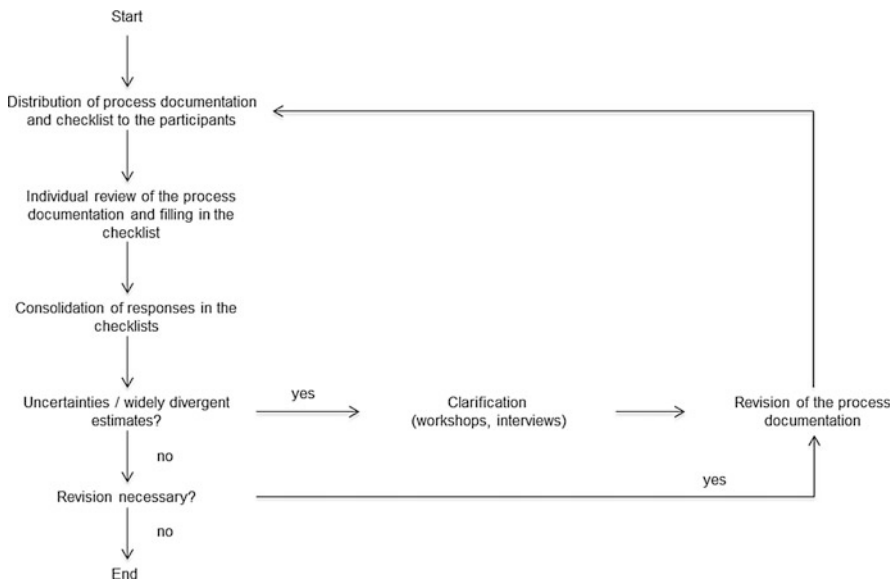 Start
Distribution of process documentation
and checklist to the participants
Individual review of the process
documentation and filling in the
checklist
Consolidation of responses in the
checklists
Uncertainties / widely divergent
estimates?
yes
Clarification
(workshops, interviews)
Revision of the process
documentation
no
Revision necessary?
yes
no
End